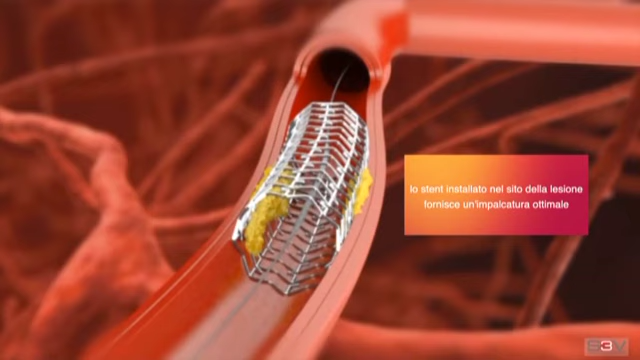 lo stent installato nel sito della lesione
fornisce un'impalcatura ottimale